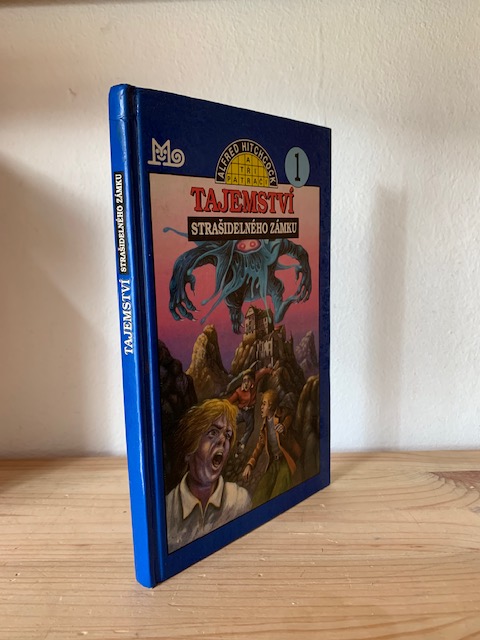 TAJEMSTVÍ STRAŠIDELNÉHO ZÁMKU
ALFRED HITCHCOCK
A
TŘI
PÁTRAČI
1
TAJEMSTVÍ
STRAŠIDELNÉHO ZÁMKU